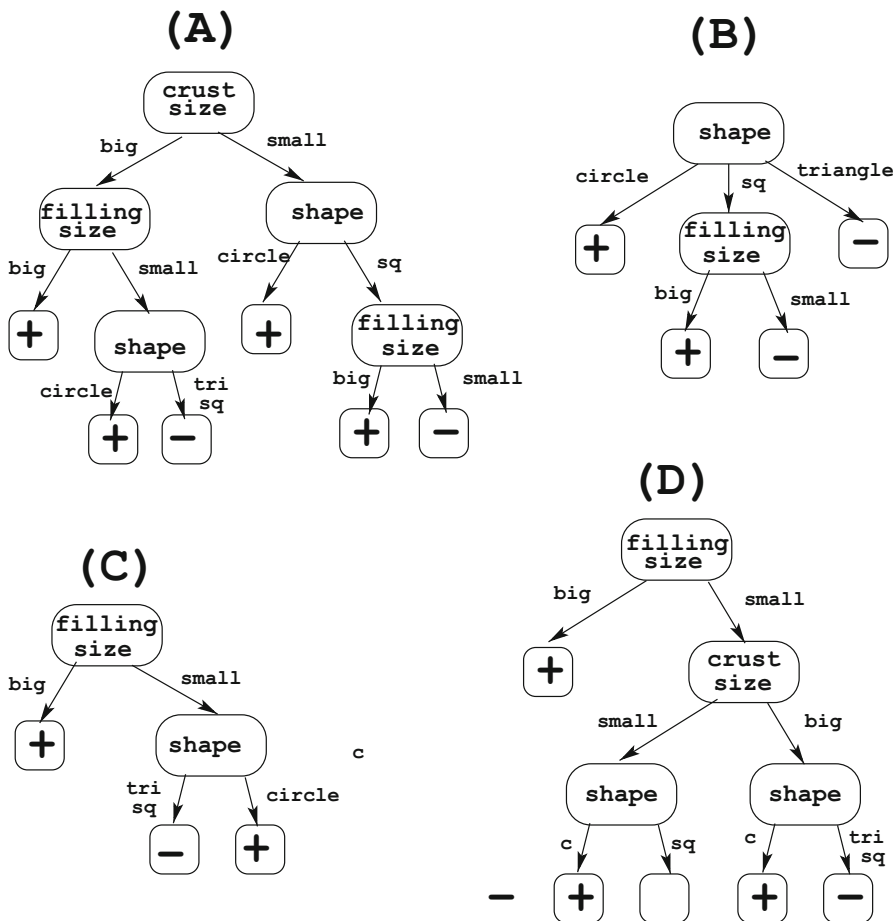 (A)
crust
size
big
small
filling
size
shape
big
small
circle
sq
+
shape
+
filling
size
circle
tri
sq
big
small
+
−
+
−
(B)
shape
circle
sq
triangle
+
filling
size
−
big
small
+
−
(C)
filling
size
big
small
+
shape
c
tri
sq
circle
−
+
(D)
filling
size
big
small
+
crust
size
small
big
shape
shape
c
sq
c
tri
sq
−
+
+
−